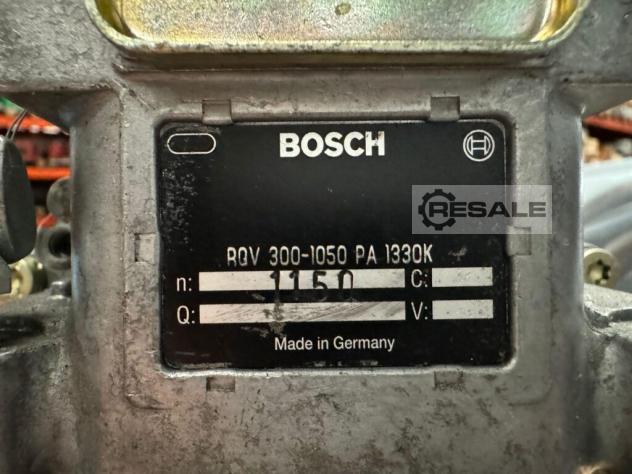 BOSCH
RESALE
RQV 300-1050 PA 1330K
n: 1150 C:
Q: V:
Made in Germany